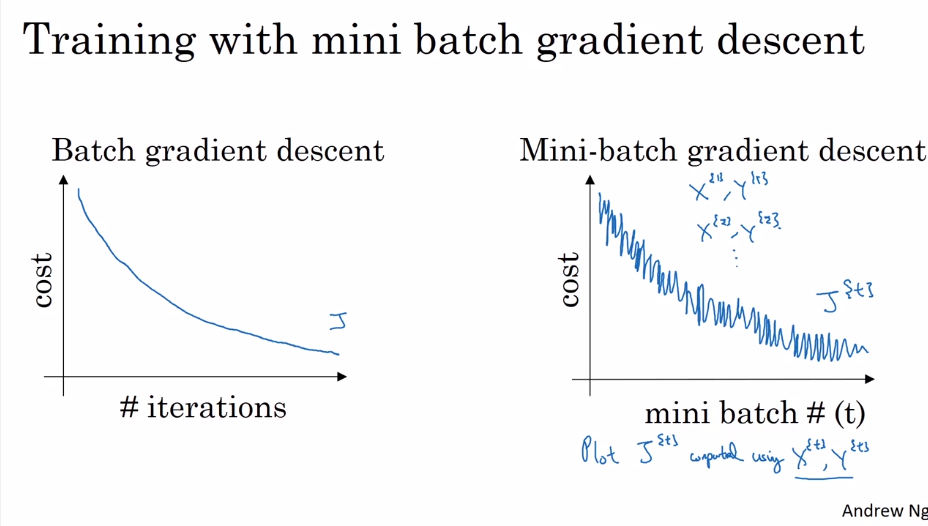 Training with mini batch gradient descent
Batch gradient descent
cost
J
# iterations
Mini-batch gradient descent
X^{1}, Y^{1}
X^{2}, Y^{2}
⋮
cost
J^{t}
mini batch # (t)
Plot J^{t} computed using X^{t}, Y^{t}
Andrew Ng